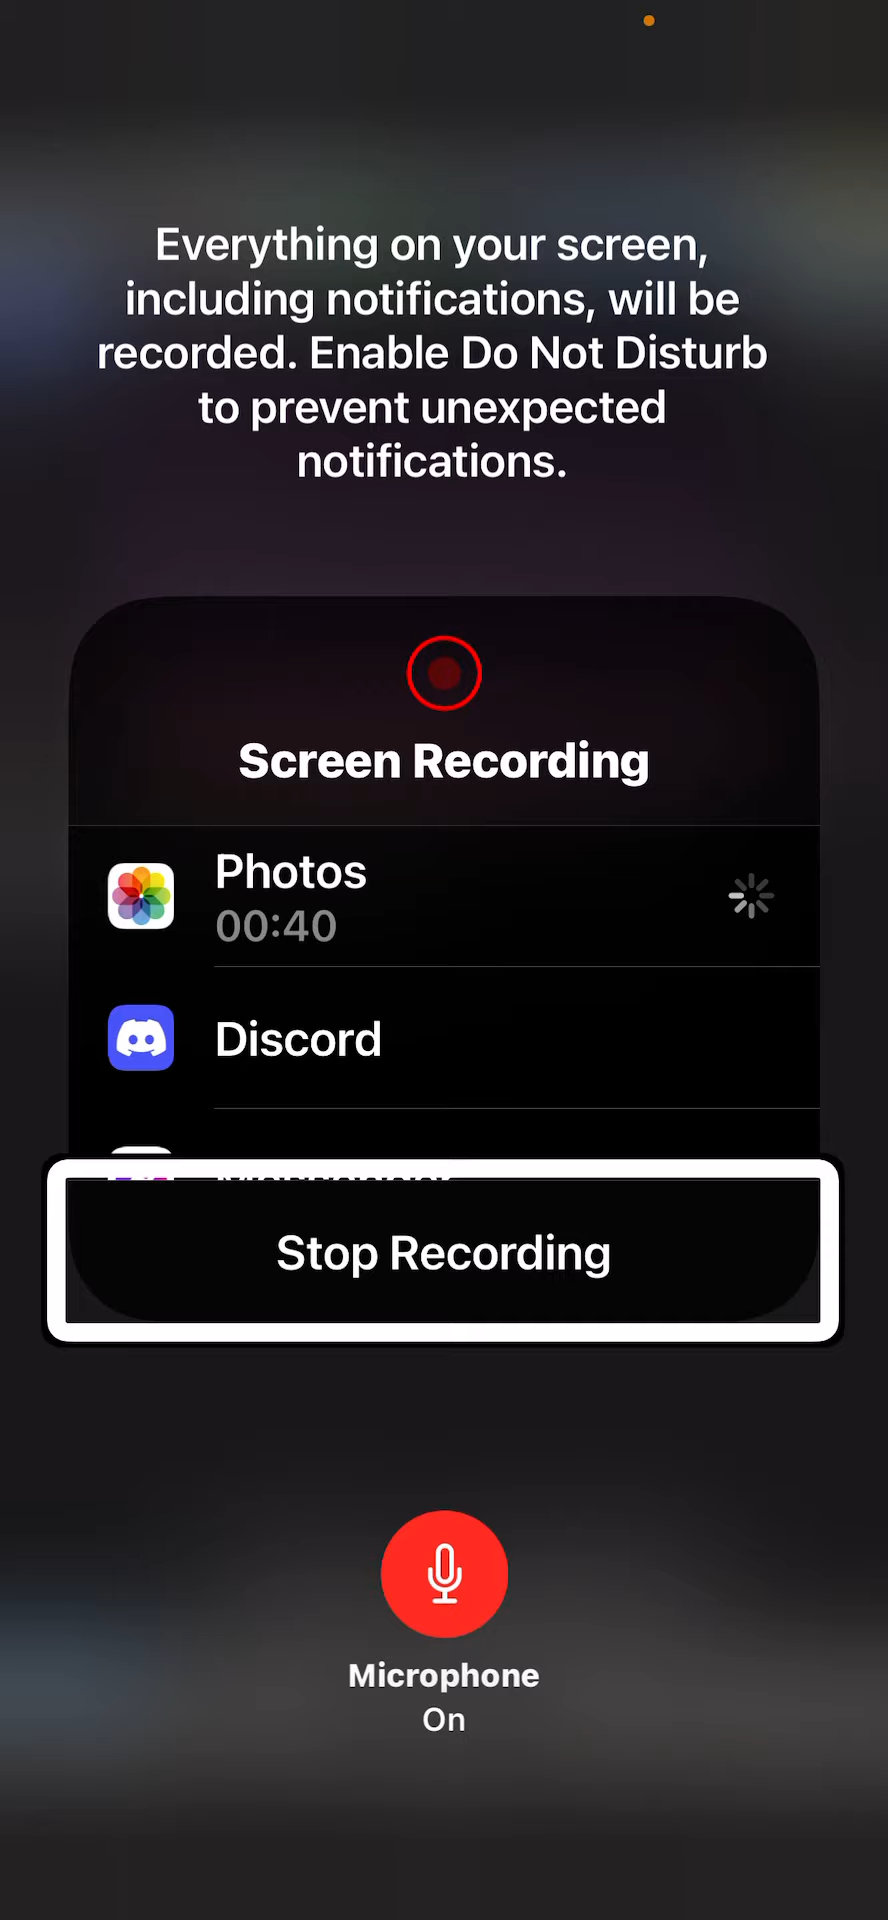 Everything on your screen,
including notifications, will be
recorded. Enable Do Not Disturb
to prevent unexpected
notifications.
Screen Recording
Photos
00:40
Discord
Stop Recording
Microphone
On